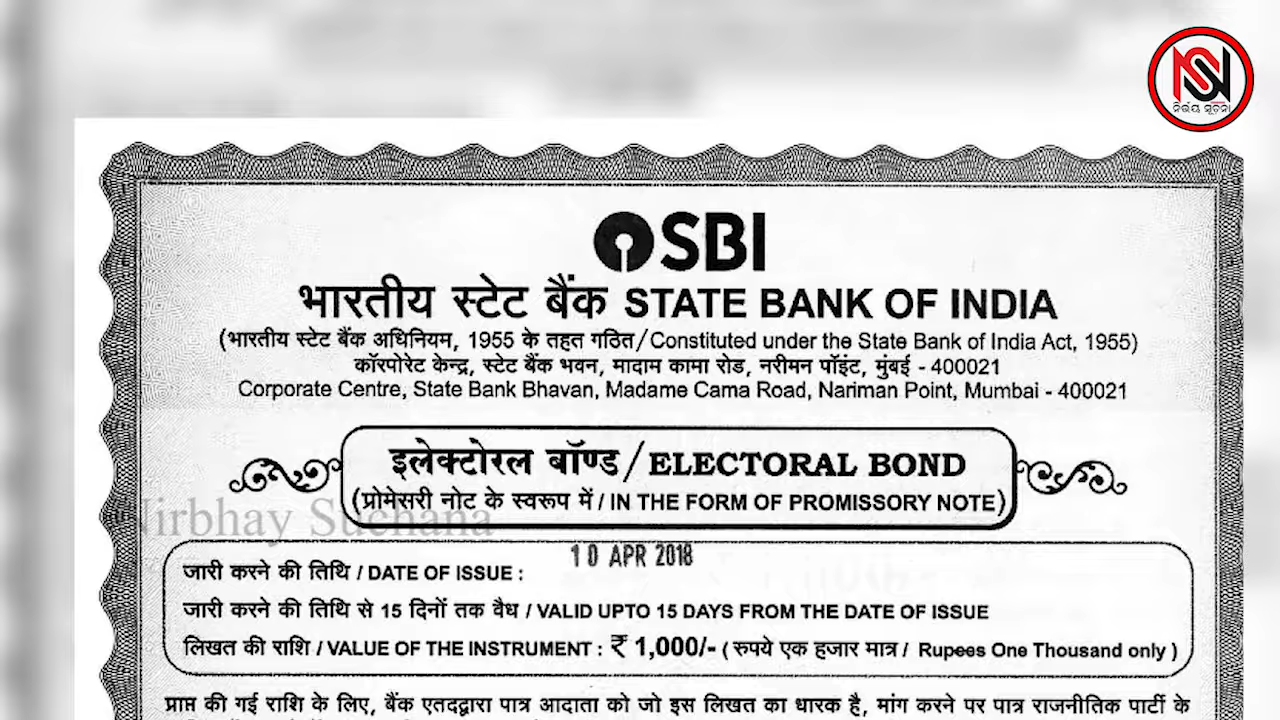 NSN
ନିର୍ଭୟ ସୂଚନା
SBI
भारतीय स्टेट बैंक STATE BANK OF INDIA
(भारतीय स्टेट बैंक अधिनियम, 1955 के तहत गठित/Constituted under the State Bank of India Act, 1955)
कॉरपोरेट केन्द्र, स्टेट बैंक भवन, मादाम कामा रोड, नरीमन पॉइंट, मुंबई - 400021
Corporate Centre, State Bank Bhavan, Madame Cama Road, Nariman Point, Mumbai - 400021
इलेक्टोरल बॉण्ड/ELECTORAL BOND
(प्रोमेसरी नोट के स्वरूप में/IN THE FORM OF PROMISSORY NOTE)
Nirbhay Suchana
10 APR 2018
जारी करने की तिथि / DATE OF ISSUE :
जारी करने की तिथि से 15 दिनों तक वैध / VALID UPTO 15 DAYS FROM THE DATE OF ISSUE
लिखत की राशि / VALUE OF THE INSTRUMENT : ₹ 1,000/- ( रुपये एक हजार मात्र / Rupees One Thousand only )
प्राप्त की गई राशि के लिए, बैंक एतदद्वारा पात्र आदाता को जो इस लिखत का धारक है, मांग करने पर पात्र राजनीतिक पार्टी के